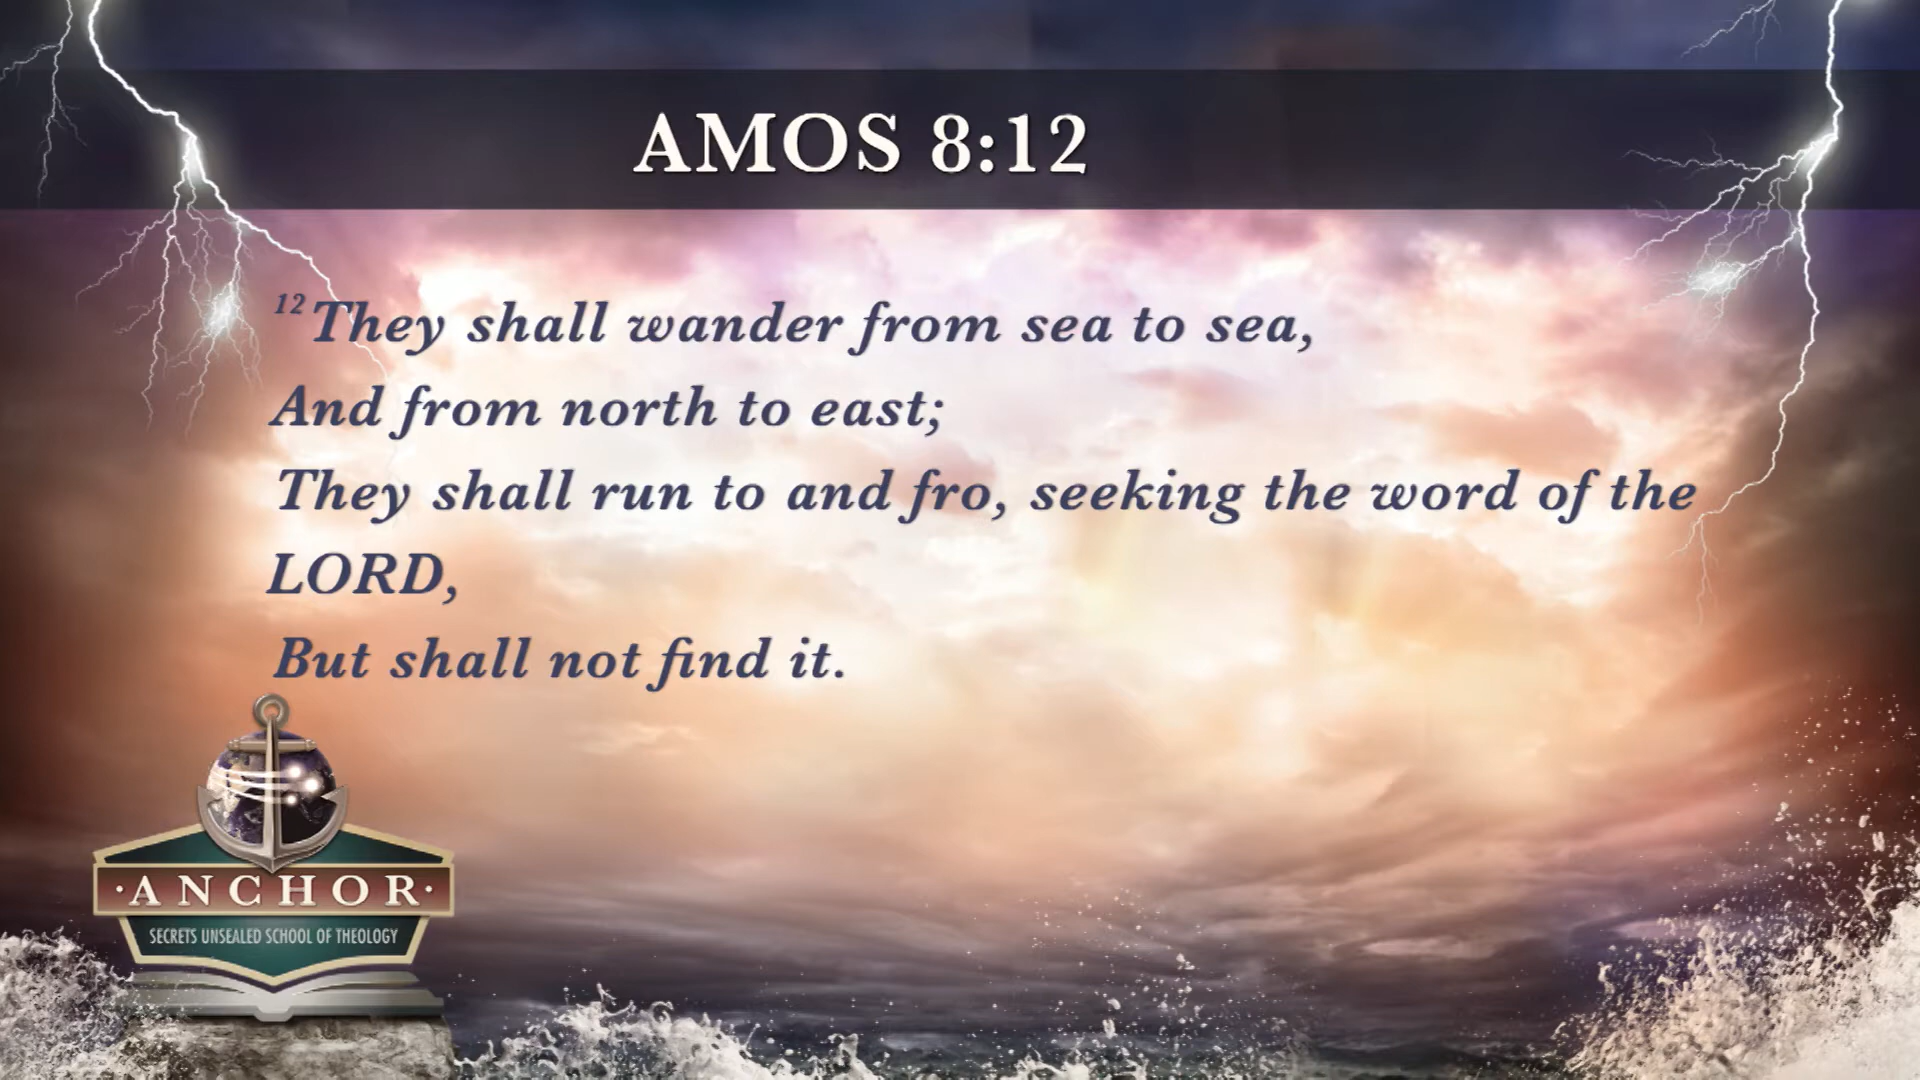 AMOS 8:12
12 They shall wander from sea to sea,
And from north to east;
They shall run to and fro, seeking the word of the
LORD,
But shall not find it.
·ANCHOR·
SECRETS UNSEALED SCHOOL OF THEOLOGY